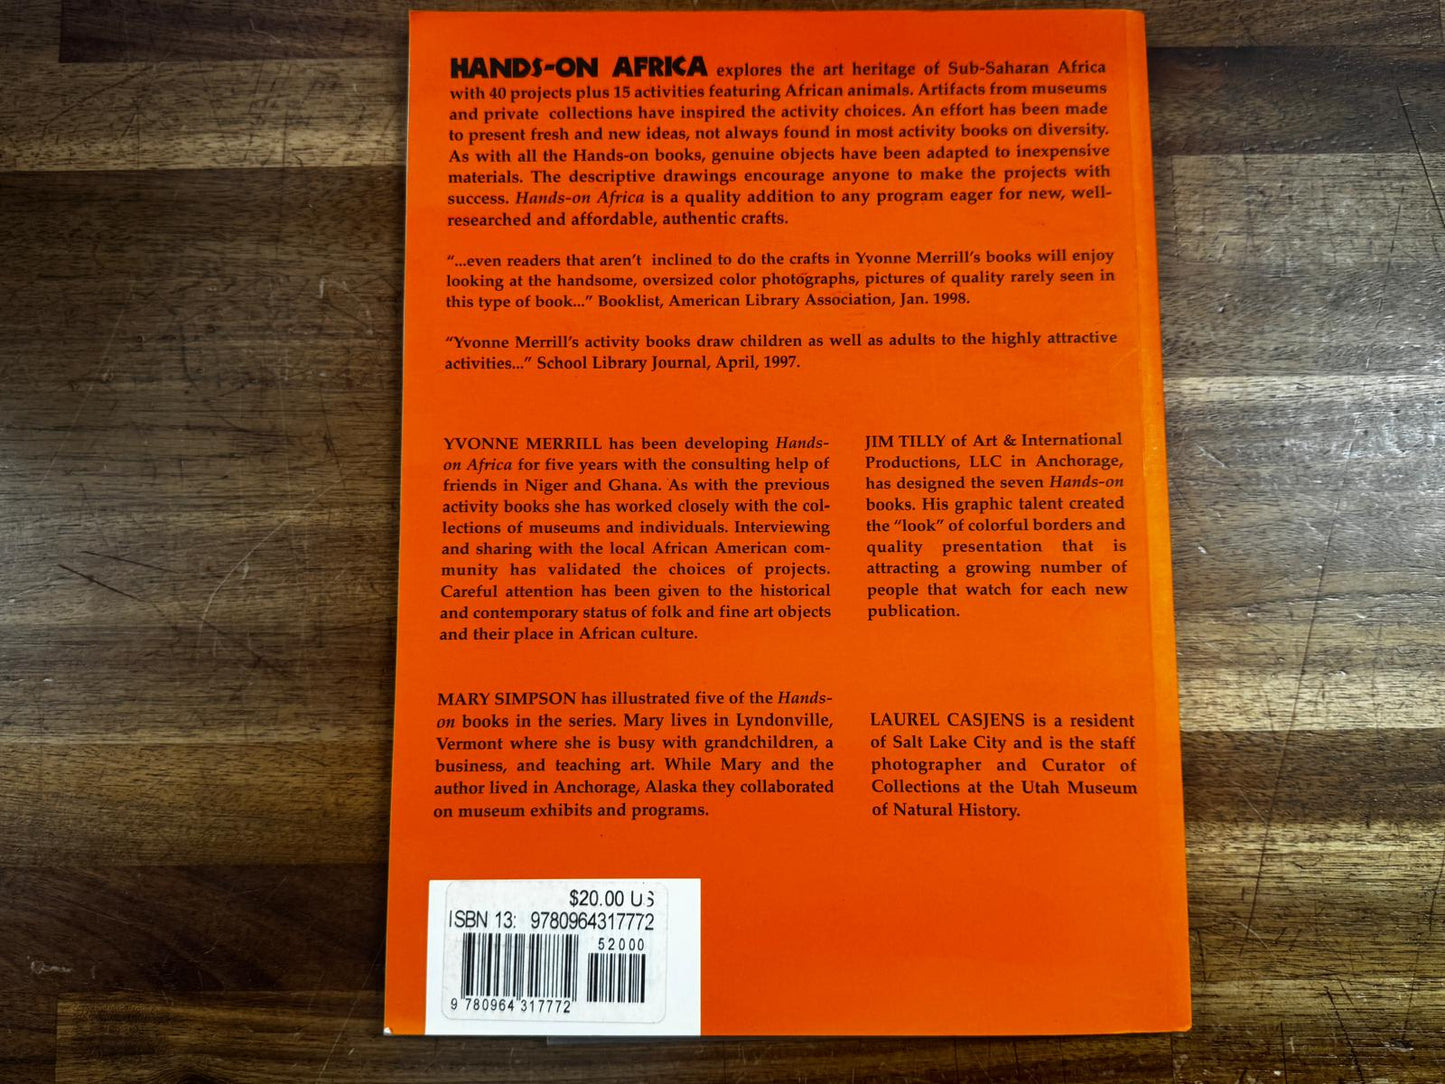 HANDS-ON AFRICA explores the art heritage of Sub-Saharan Africa
with 40 projects plus 15 activities featuring African animals. Artifacts from museums
and private collections have inspired the activity choices. An effort has been made
to present fresh and new ideas, not always found in most activity books on diversity.
As with all the Hands-on books, genuine objects have been adapted to inexpensive
materials. The descriptive drawings encourage anyone to make the projects with
success. Hands-on Africa is a quality addition to any program eager for new, well-
researched and affordable, authentic crafts.
“...even readers that aren’t inclined to do the crafts in Yvonne Merrill’s books will enjoy
looking at the handsome, oversized color photographs, pictures of quality rarely seen in
this type of book...” Booklist, American Library Association, Jan. 1998.
“Yvonne Merrill’s activity books draw children as well as adults to the highly attractive
activities...” School Library Journal, April, 1997.
YVONNE MERRILL has been developing Hands-
on Africa for five years with the consulting help of
friends in Niger and Ghana. As with the previous
activity books she has worked closely with the col-
lections of museums and individuals. Interviewing
and sharing with the local African American com-
munity has validated the choices of projects.
Careful attention has been given to the historical
and contemporary status of folk and fine art objects
and their place in African culture.
JIM TILLY of Art & International
Productions, LLC in Anchorage,
has designed the seven Hands-on
books. His graphic talent created
the “look” of colorful borders and
quality presentation that is
attracting a growing number of
people that watch for each new
publication.
MARY SIMPSON has illustrated five of the Hands-
on books in the series. Mary lives in Lyndonville,
Vermont where she is busy with grandchildren, a
business, and teaching art. While Mary and the
author lived in Anchorage, Alaska they collaborated
on museum exhibits and programs.
LAUREL CASJENS is a resident
of Salt Lake City and is the staff
photographer and Curator of
Collections at the Utah Museum
of Natural History.
$20.00 US
ISBN 13: 9780964317772
52000
9 780964 317772